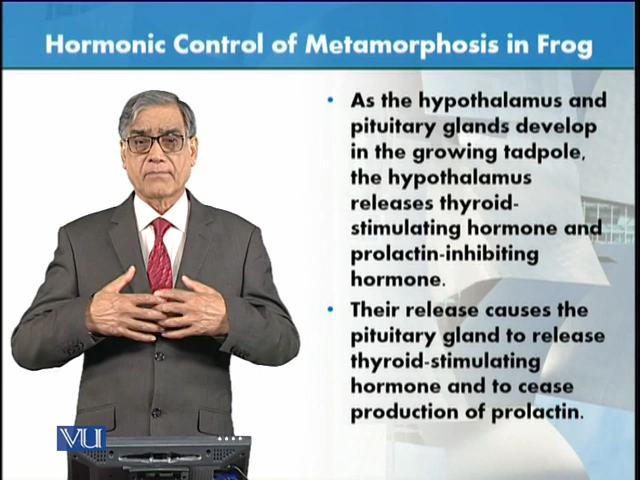 Hormonic Control of Metamorphosis in Frog
• As the hypothalamus and
pituitary glands develop
in the growing tadpole,
the hypothalamus
releases thyroid-
stimulating hormone and
prolactin-inhibiting
hormone.
• Their release causes the
pituitary gland to release
thyroid-stimulating
hormone and to cease
production of prolactin.
VU